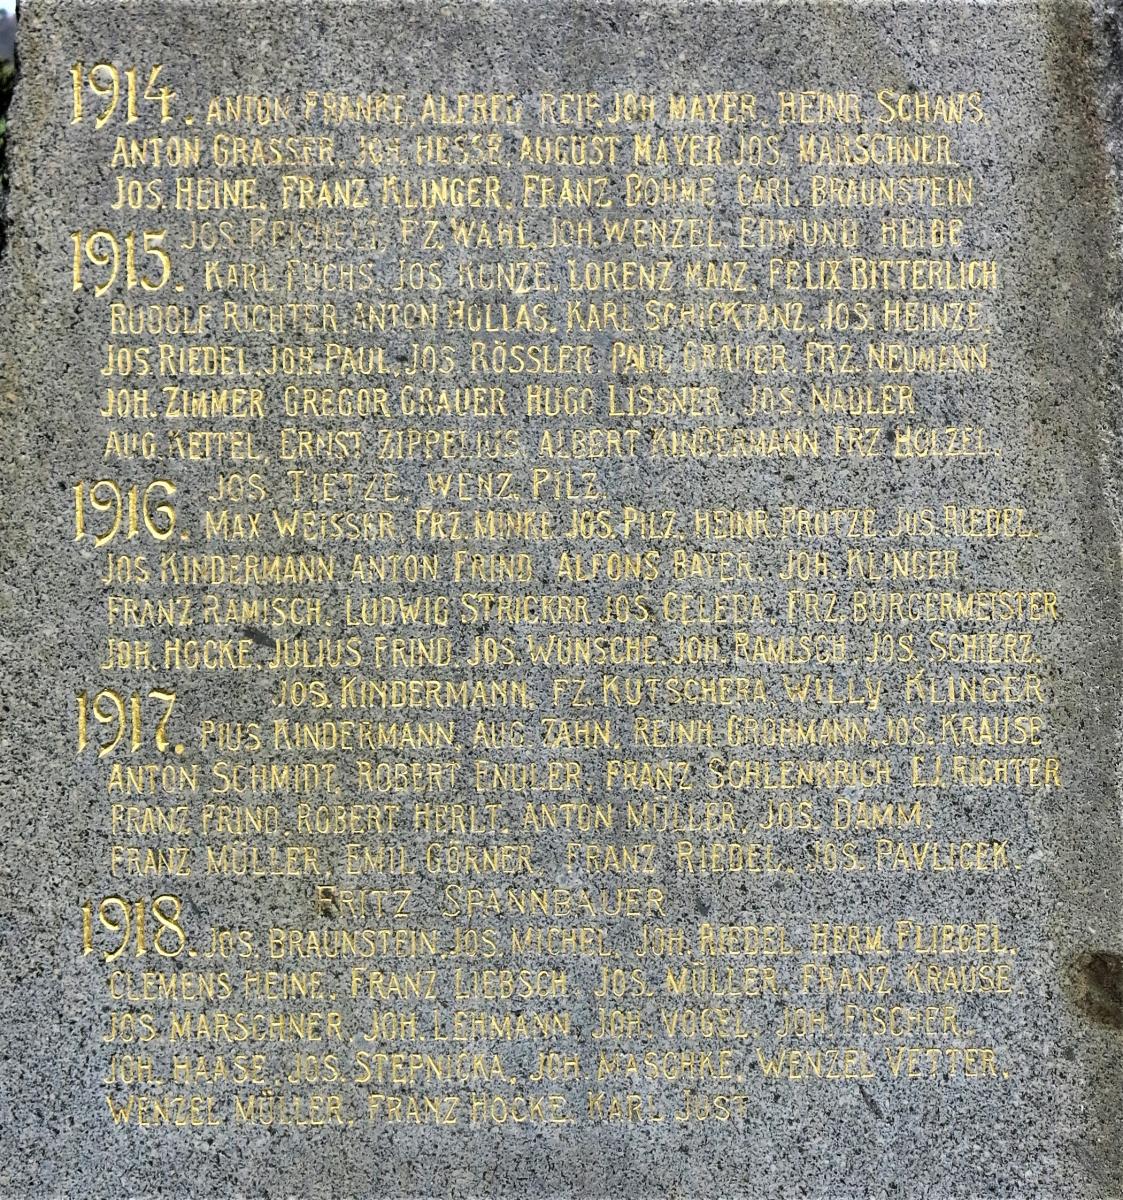 1914. ANTON FRANKE, ALFRED REIF, JOH MAYER, HEINR SCHANS,
ANTON GRASSER, JOH. HESSE, AUGUST MAYER, JOS. MARSCHNER,
JOS HEINE, FRANZ KLINGER, FRANZ BÖHME, CARL BRAUNSTEIN,
JOS REICHELT, FZ. WAHL, JOH. WENZEL, EDMUND HEIDE
1915. KARL FUCHS, JOS KUNZE, LORENZ MAAZ, FELIX BITTERLICH
RUDOLF RICHTER, ANTON HOLLAS, KARL SCHICKTANZ, JOS. HEINZE,
JOS RIEDEL, JOH. PAUL, JOS RÖSSLER, PAUL GRAUER, FRZ. NEUMANN
JOH. ZIMMER, GREGOR GRAUER, HUGO LISSNER, JOS. NADLER
AUG. KETTEL, ERNST ZIPPELIUS, ALBERT KINDERMANN, FRZ. HÖLZEL,
JOS TIETZE, WENZ. PILZ.
1916. MAX WEISSER, FRZ. MINKE, JOS. PILZ, HEINR. PROTZE, JOS. RIEDEL,
JOS KINDERMANN, ANTON FRIND, ALFONS BAYER, JOH. KLINGER
FRANZ RAMISCH, LUDWIG STRICKRR, JOS. CELEDA, FRZ. BÜRGERMEISTER
JOH. HOCKE, JULIUS FRIND, JOS. WÜNSCHE, JOH. RAMISCH, JOS. SCHIERZ,
JOS. KINDERMANN, FZ. KUTSCHERA, WILLY KLINGER
1917. PIUS KINDERMANN, AUG. ZAHN, REINH. GROHMANN, JOS. KRAUSE
ANTON SCHMIDT, ROBERT ENDLER, FRANZ SCHLENKRICH, E.J. RICHTER
FRANZ FRIND, ROBERT HERLT, ANTON MÜLLER, JOS. DAMM,
FRANZ MÜLLER, EMIL GÖRNER, FRANZ RIEDEL, JOS. PAVLICEK,
FRITZ SPANNBAUER
1918. JOS. BRAUNSTEIN, JOS. MICHEL, JOH. RIEDEL, HERM. FLIEGEL,
CLEMENS HEINE, FRANZ LIEBSCH, JOS. MÜLLER, FRANZ KRAUSE
JOS. MARSCHNER, JOH. LEHMANN, JOH. VOGEL, JOH. FISCHER,
JOH. HAASE, JOS. STEPNICKA, JOH. MASCHKE, WENZEL VETTER,
WENZEL MÜLLER, FRANZ HOCKE, KARL JUST